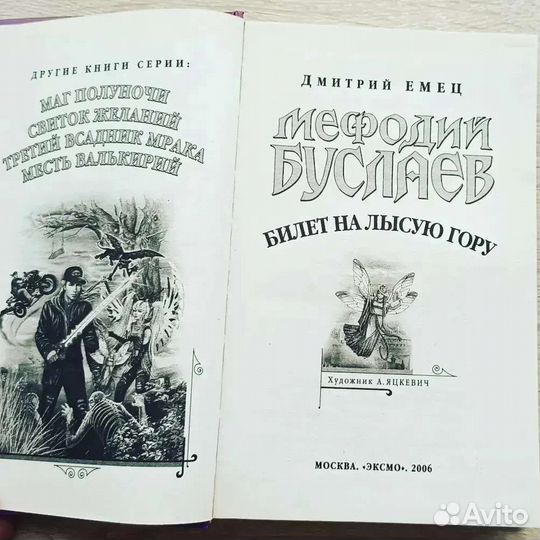 ДРУГИЕ КНИГИ СЕРИИ:
МАГ ПОЛУНОЧИ
СВИТОК ЖЕЛАНИЙ
ТРЕТИЙ ВСАДНИК МРАКА
МЕСТЬ ВАЛЬКИРИЙ
ДМИТРИЙ ЕМЕЦ
МЕФОДИЙ
БУСЛАЕВ
БИЛЕТ НА ЛЫСУЮ ГОРУ
Художник А. ЯЦКЕВИЧ
МОСКВА. «ЭКСМО». 2006
Avito